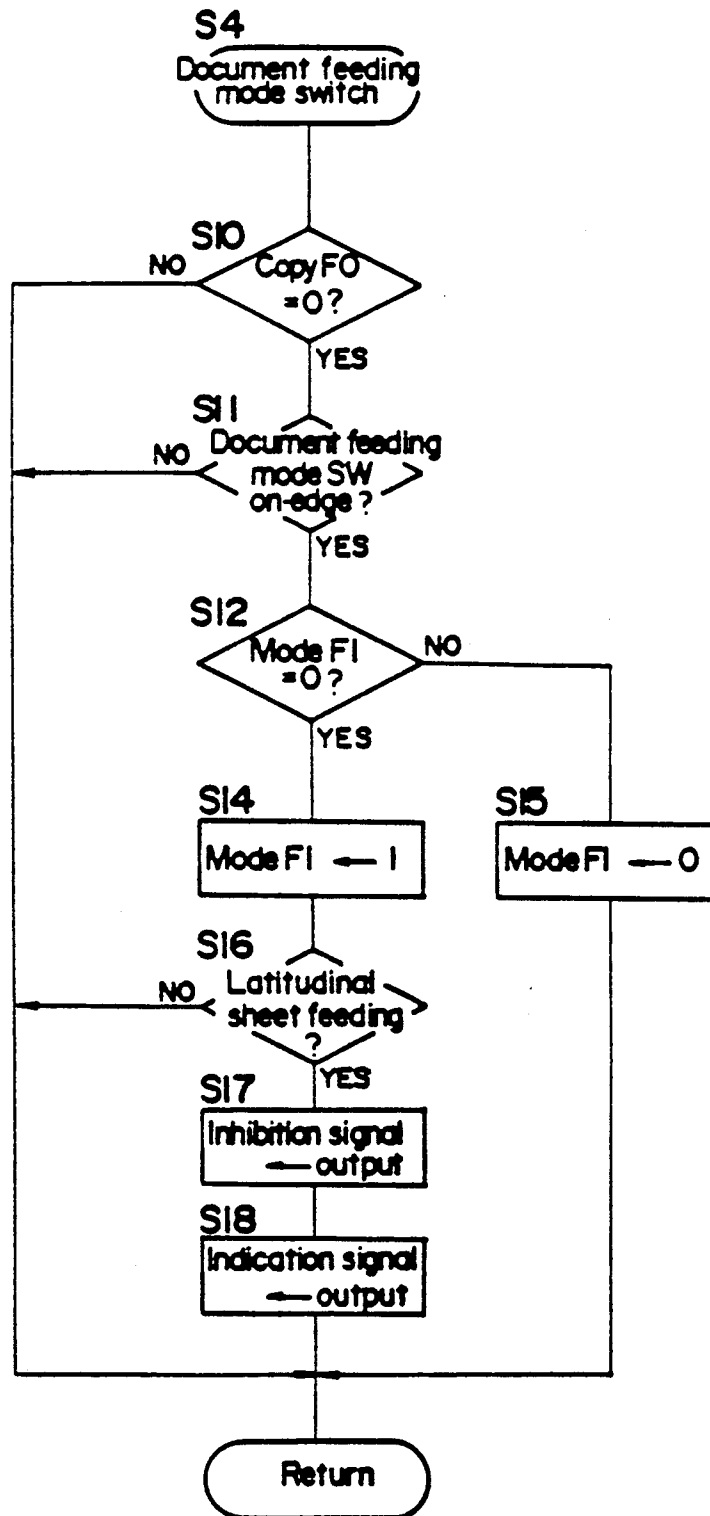 S4
Document feeding
mode switch
S10
NO
Copy F0
=0?
YES
S11
NO
Document feeding
mode SW
on-edge?
YES
S12
Mode F1
=0?
NO
YES
S14
Mode F1 ← 1
S15
Mode F1 ← 0
S16
NO
Latitudinal
sheet feeding
?
YES
S17
Inhibition signal
← output
S18
Indication signal
← output
Return